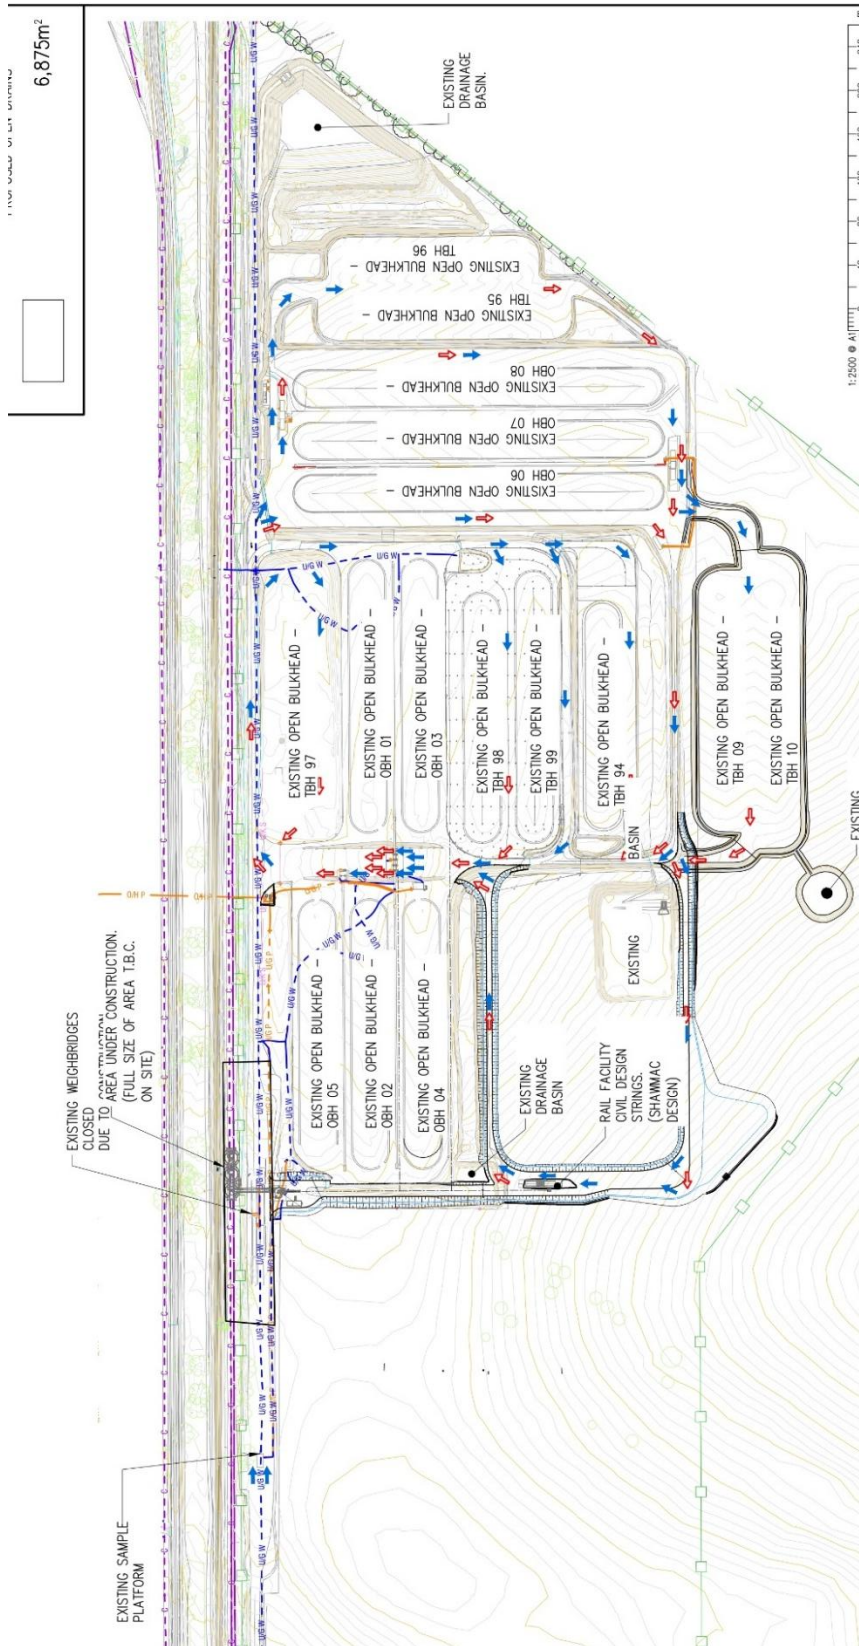 6,875m²
EXISTING
DRAINAGE
BASIN.
EXISTING OPEN BULKHEAD –
TBH 96
EXISTING OPEN BULKHEAD –
TBH 95
EXISTING OPEN BULKHEAD –
OBH 08
EXISTING OPEN BULKHEAD –
OBH 07
EXISTING OPEN BULKHEAD –
OBH 06
1:2500 @ A1
EXISTING OPEN BULKHEAD –
TBH 97
EXISTING OPEN BULKHEAD –
OBH 01
EXISTING OPEN BULKHEAD –
OBH 03
EXISTING OPEN BULKHEAD –
TBH 98
EXISTING OPEN BULKHEAD –
TBH 99
EXISTING OPEN BULKHEAD –
TBH 94
EXISTING OPEN BULKHEAD –
TBH 09
EXISTING OPEN BULKHEAD –
TBH 10
BASIN
EXISTING
EXISTING
EXISTING OPEN BULKHEAD –
OBH 05
EXISTING OPEN BULKHEAD –
OBH 02
EXISTING OPEN BULKHEAD –
OBH 04
EXISTING
DRAINAGE
BASIN
RAIL FACILITY
CIVIL DESIGN
STRINGS.
(SHAWMAC
DESIGN)
EXISTING WEIGHBRIDGES
CLOSED
DUE TO CONSTRUCTION.
AREA UNDER CONSTRUCTION.
(FULL SIZE OF AREA T.B.C.
ON SITE)
EXISTING SAMPLE
PLATFORM
U/G W
U/G P
O/H P